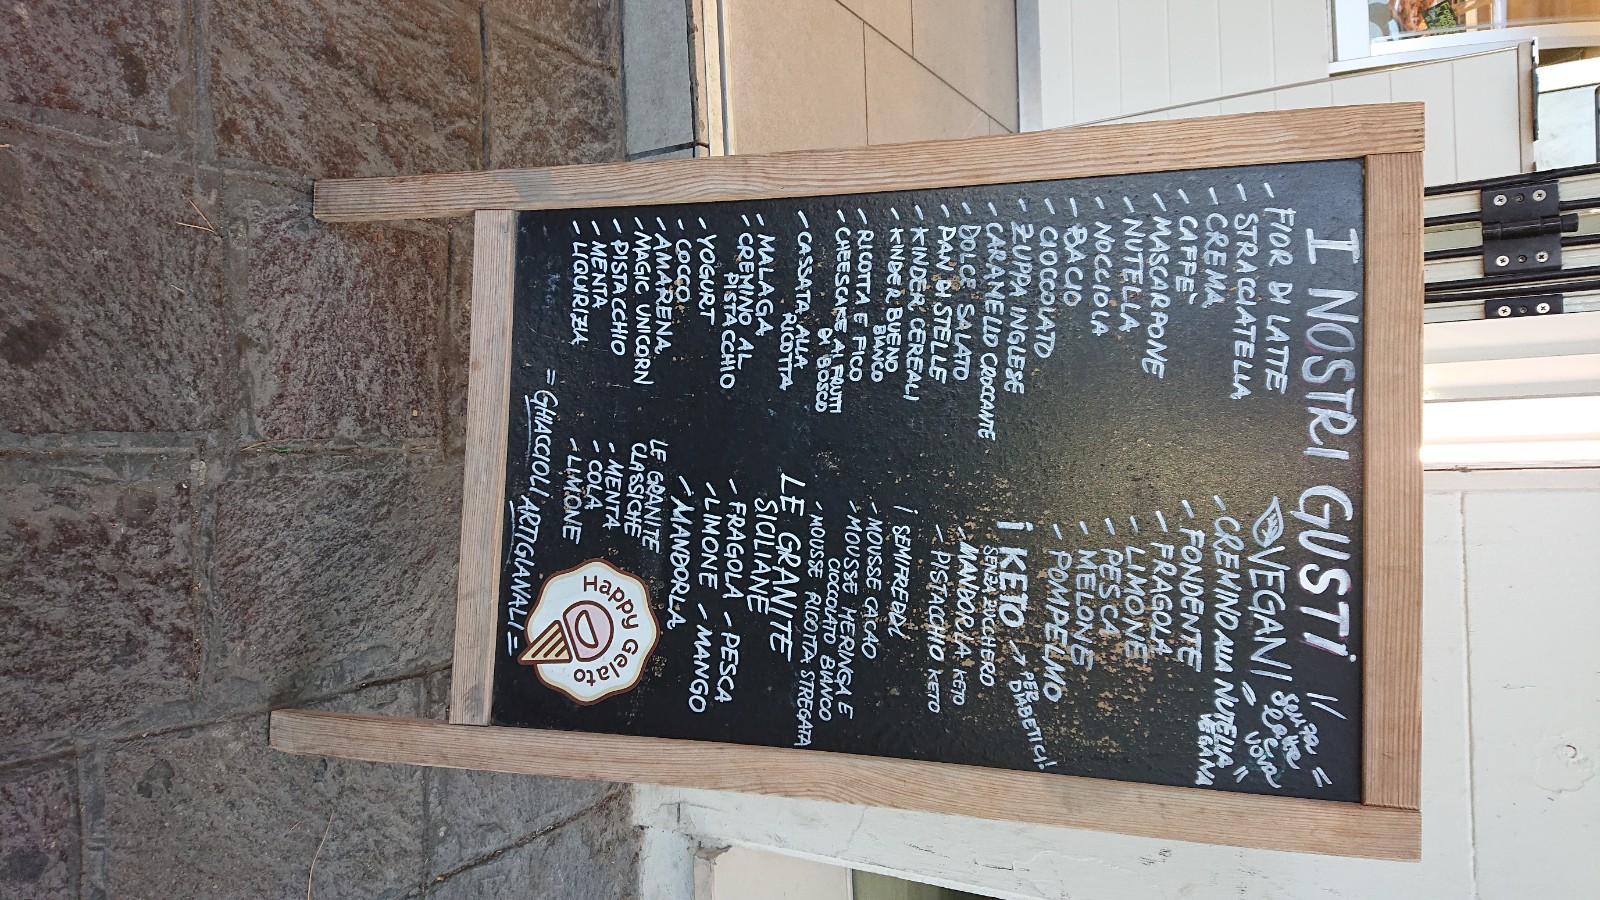 I NOSTRI GUSTI
- FIOR DI LATTE
- STRACCIATELLA
- CREMA
- CAFFÈ
- MASCARPONE
- NUTELLA
- NOCCIOLA
- BACIO
- CIOCCOLATO
- ZUPPA INGLESE
- CARAMELLO CROCCANTE
- DOLCE SALATO
- PAN DI STELLE
- KINDER CEREALI
- KINDER BUENO
BIANCO
- RICOTTA E FICO
- CHEESCAKE AI FRUTTI
DI BOSCO
- CASSATA ALLA
RICOTTA
- MALAGA
- CREMINO AL
PISTACCHIO
- YOGURT
- COCCO
- AMARENA
- MAGIC UNICORN
- PISTACCHIO
- MENTA
- LIQUIRIZIA
VEGANI
senza
latte
uova
- CREMINO ALLA NUTELLA
VEGANA
- FONDENTE
- FRAGOLA
- LIMONE
- PESCA
- MELONE
- POMPELMO
i KETO → PER
DIABETICI!
SENZA ZUCCHERO
- MANDORLA KETO
- PISTACCHIO KETO
i SEMIFREDDI
- MOUSSE CACAO
- MOUSSE MERINGA E
CIOCCOLATO BIANCO
- MOUSSE RICOTTA STREGATA
LE GRANITE
SICILIANE
- FRAGOLA - PESCA
- LIMONE - MANGO
- MANDORLA
LE GRANITE
CLASSICHE
- MENTA
- COLA
- LIMONE
= GHIACCIOLI ARTIGIANALI =
Happy Gelato